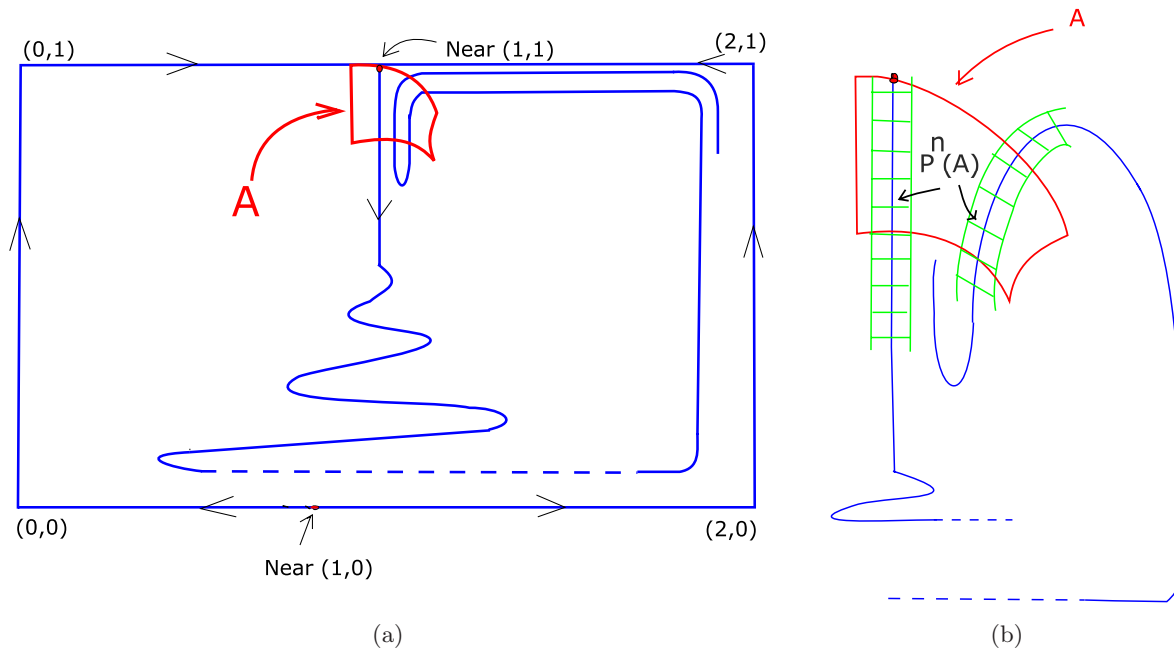 (0,1)
Near (1,1)
(2,1)
A
(0,0)
(2,0)
Near (1,0)
(a)
A
n
P (A)
(b)